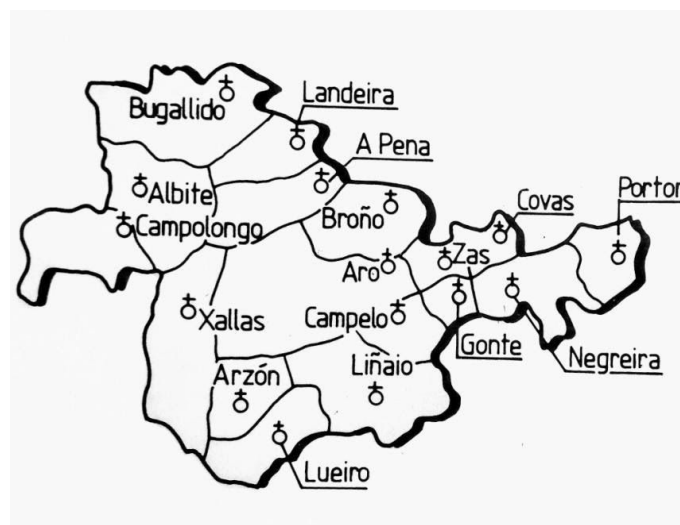 Bugallido
Landeira
A Pena
Albite
Campolongo
Broño
Covas
Portor
Zas
Aro
Xallas
Campelo
Gonte
Negreira
Arzón
Liñaio
Lueiro